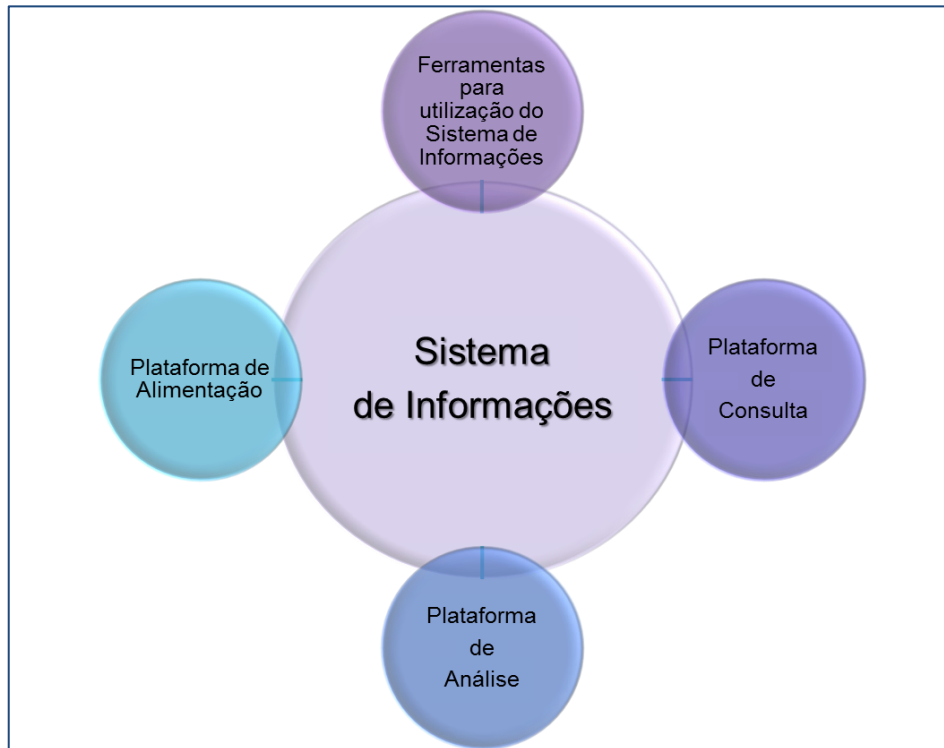 Ferramentas
para
utilização do
Sistema de
Informações
Sistema
de Informações
Plataforma de
Alimentação
Plataforma
de
Consulta
Plataforma
de
Análise